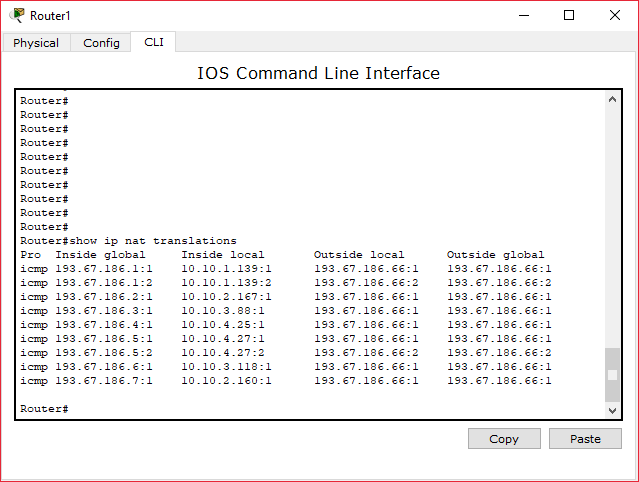 Router1
Physical Config CLI
IOS Command Line Interface
Router#
Router#
Router#
Router#
Router#
Router#
Router#
Router#
Router#
Router#
Router#show ip nat translations
Pro  Inside global     Inside local       Outside local      Outside global
icmp 193.67.186.1:1    10.10.1.139:1      193.67.186.66:1    193.67.186.66:1
icmp 193.67.186.1:2    10.10.1.139:2      193.67.186.66:2    193.67.186.66:2
icmp 193.67.186.2:1    10.10.2.167:1      193.67.186.66:1    193.67.186.66:1
icmp 193.67.186.3:1    10.10.3.88:1       193.67.186.66:1    193.67.186.66:1
icmp 193.67.186.4:1    10.10.4.25:1       193.67.186.66:1    193.67.186.66:1
icmp 193.67.186.5:1    10.10.4.27:1       193.67.186.66:1    193.67.186.66:1
icmp 193.67.186.5:2    10.10.4.27:2       193.67.186.66:2    193.67.186.66:2
icmp 193.67.186.6:1    10.10.3.118:1      193.67.186.66:1    193.67.186.66:1
icmp 193.67.186.7:1    10.10.2.160:1      193.67.186.66:1    193.67.186.66:1
Router#
Copy Paste